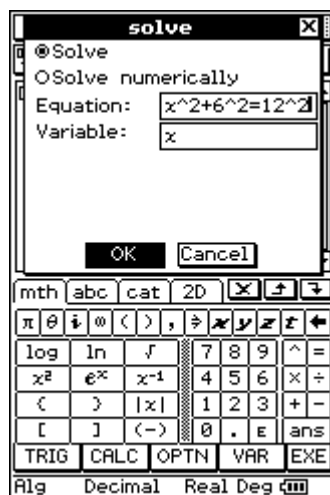 solve
Solve
Solve numerically
Equation: x^2+6^2=12^2
Variable: x
OK Cancel
mth abc cat 2D
π θ i ∞ ( ) , ⇒ x y z t ←
log ln √ 7 8 9 ^ =
x² eˣ x⁻¹ 4 5 6 × ÷
( ) |x| 1 2 3 + -
[ ] (-) 0 . E ans
TRIG CALC OPTN VAR EXE
Alg Decimal Real Deg